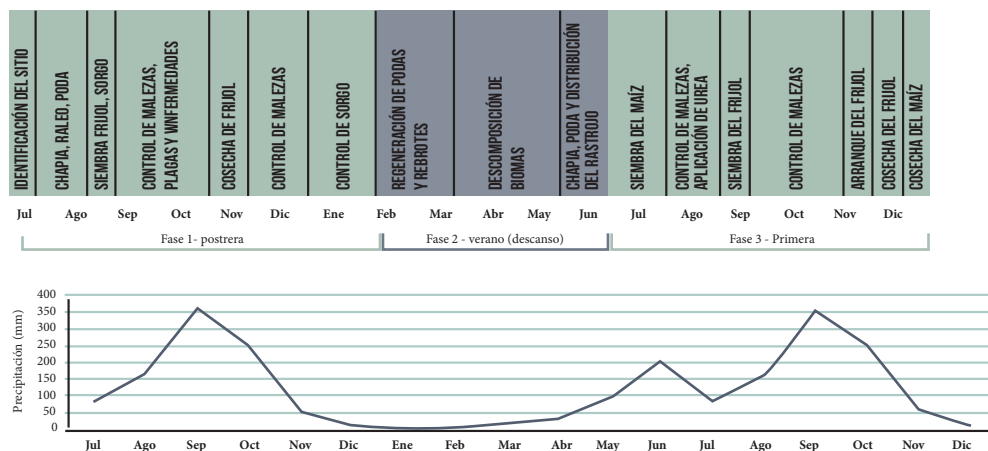 IDENTIFICACIÓN DEL SITIO
CHAPIA, RALEO, PODA
SIEMBRA FRIJOL, SORGO
CONTROL DE MALEZAS,
PLAGAS Y WNFERMEDADES
COSECHA DE FRIJOL
CONTROL DE MALEZAS
CONTROL DE SORGO
REGENERACIÓN DE PODAS
Y REBROTES
DESCOMPOSICIÓN DE
BIOMAS
CHAPIA, PODA Y DISTRIBUCIÓN
DEL RASTROJO
SIEMBRA DEL MAÍZ
CONTROL DE MALEZAS,
APLICACIÓN DE UREA
SIEMBRA DEL FRIJOL
CONTROL DE MALEZAS
ARRANQUE DEL FRIJOL
COSECHA DEL FRIJOL
COSECHA DEL MAÍZ
Jul Ago Sep Oct Nov Dic Ene Feb Mar Abr May Jun Jul Ago Sep Oct Nov Dic
Fase 1- postrera Fase 2 - verano (descanso) Fase 3 - Primera
Precipitación (mm)
400
350
300
250
200
150
100
50
0
Jul Ago Sep Oct Nov Dic Ene Feb Mar Abr May Jun Jul Ago Sep Oct Nov Dic